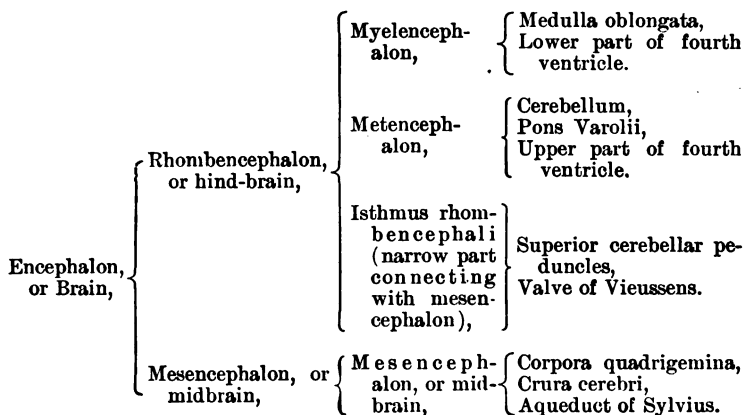 Encephalon,
or Brain,
Rhombencephalon,
or hind-brain,
Myelenceph-
alon,
Medulla oblongata,
Lower part of fourth
ventricle.
Metenceph-
alon,
Cerebellum,
Pons Varolii,
Upper part of fourth
ventricle.
Isthmus rhom-
bencephali
(narrow part
connecting
with mesen-
cephalon),
Superior cerebellar pe-
duncles,
Valve of Vieussens.
Mesencephalon, or
midbrain,
Mesenceph-
alon, or mid-
brain,
Corpora quadrigemina,
Crura cerebri,
Aqueduct of Sylvius.